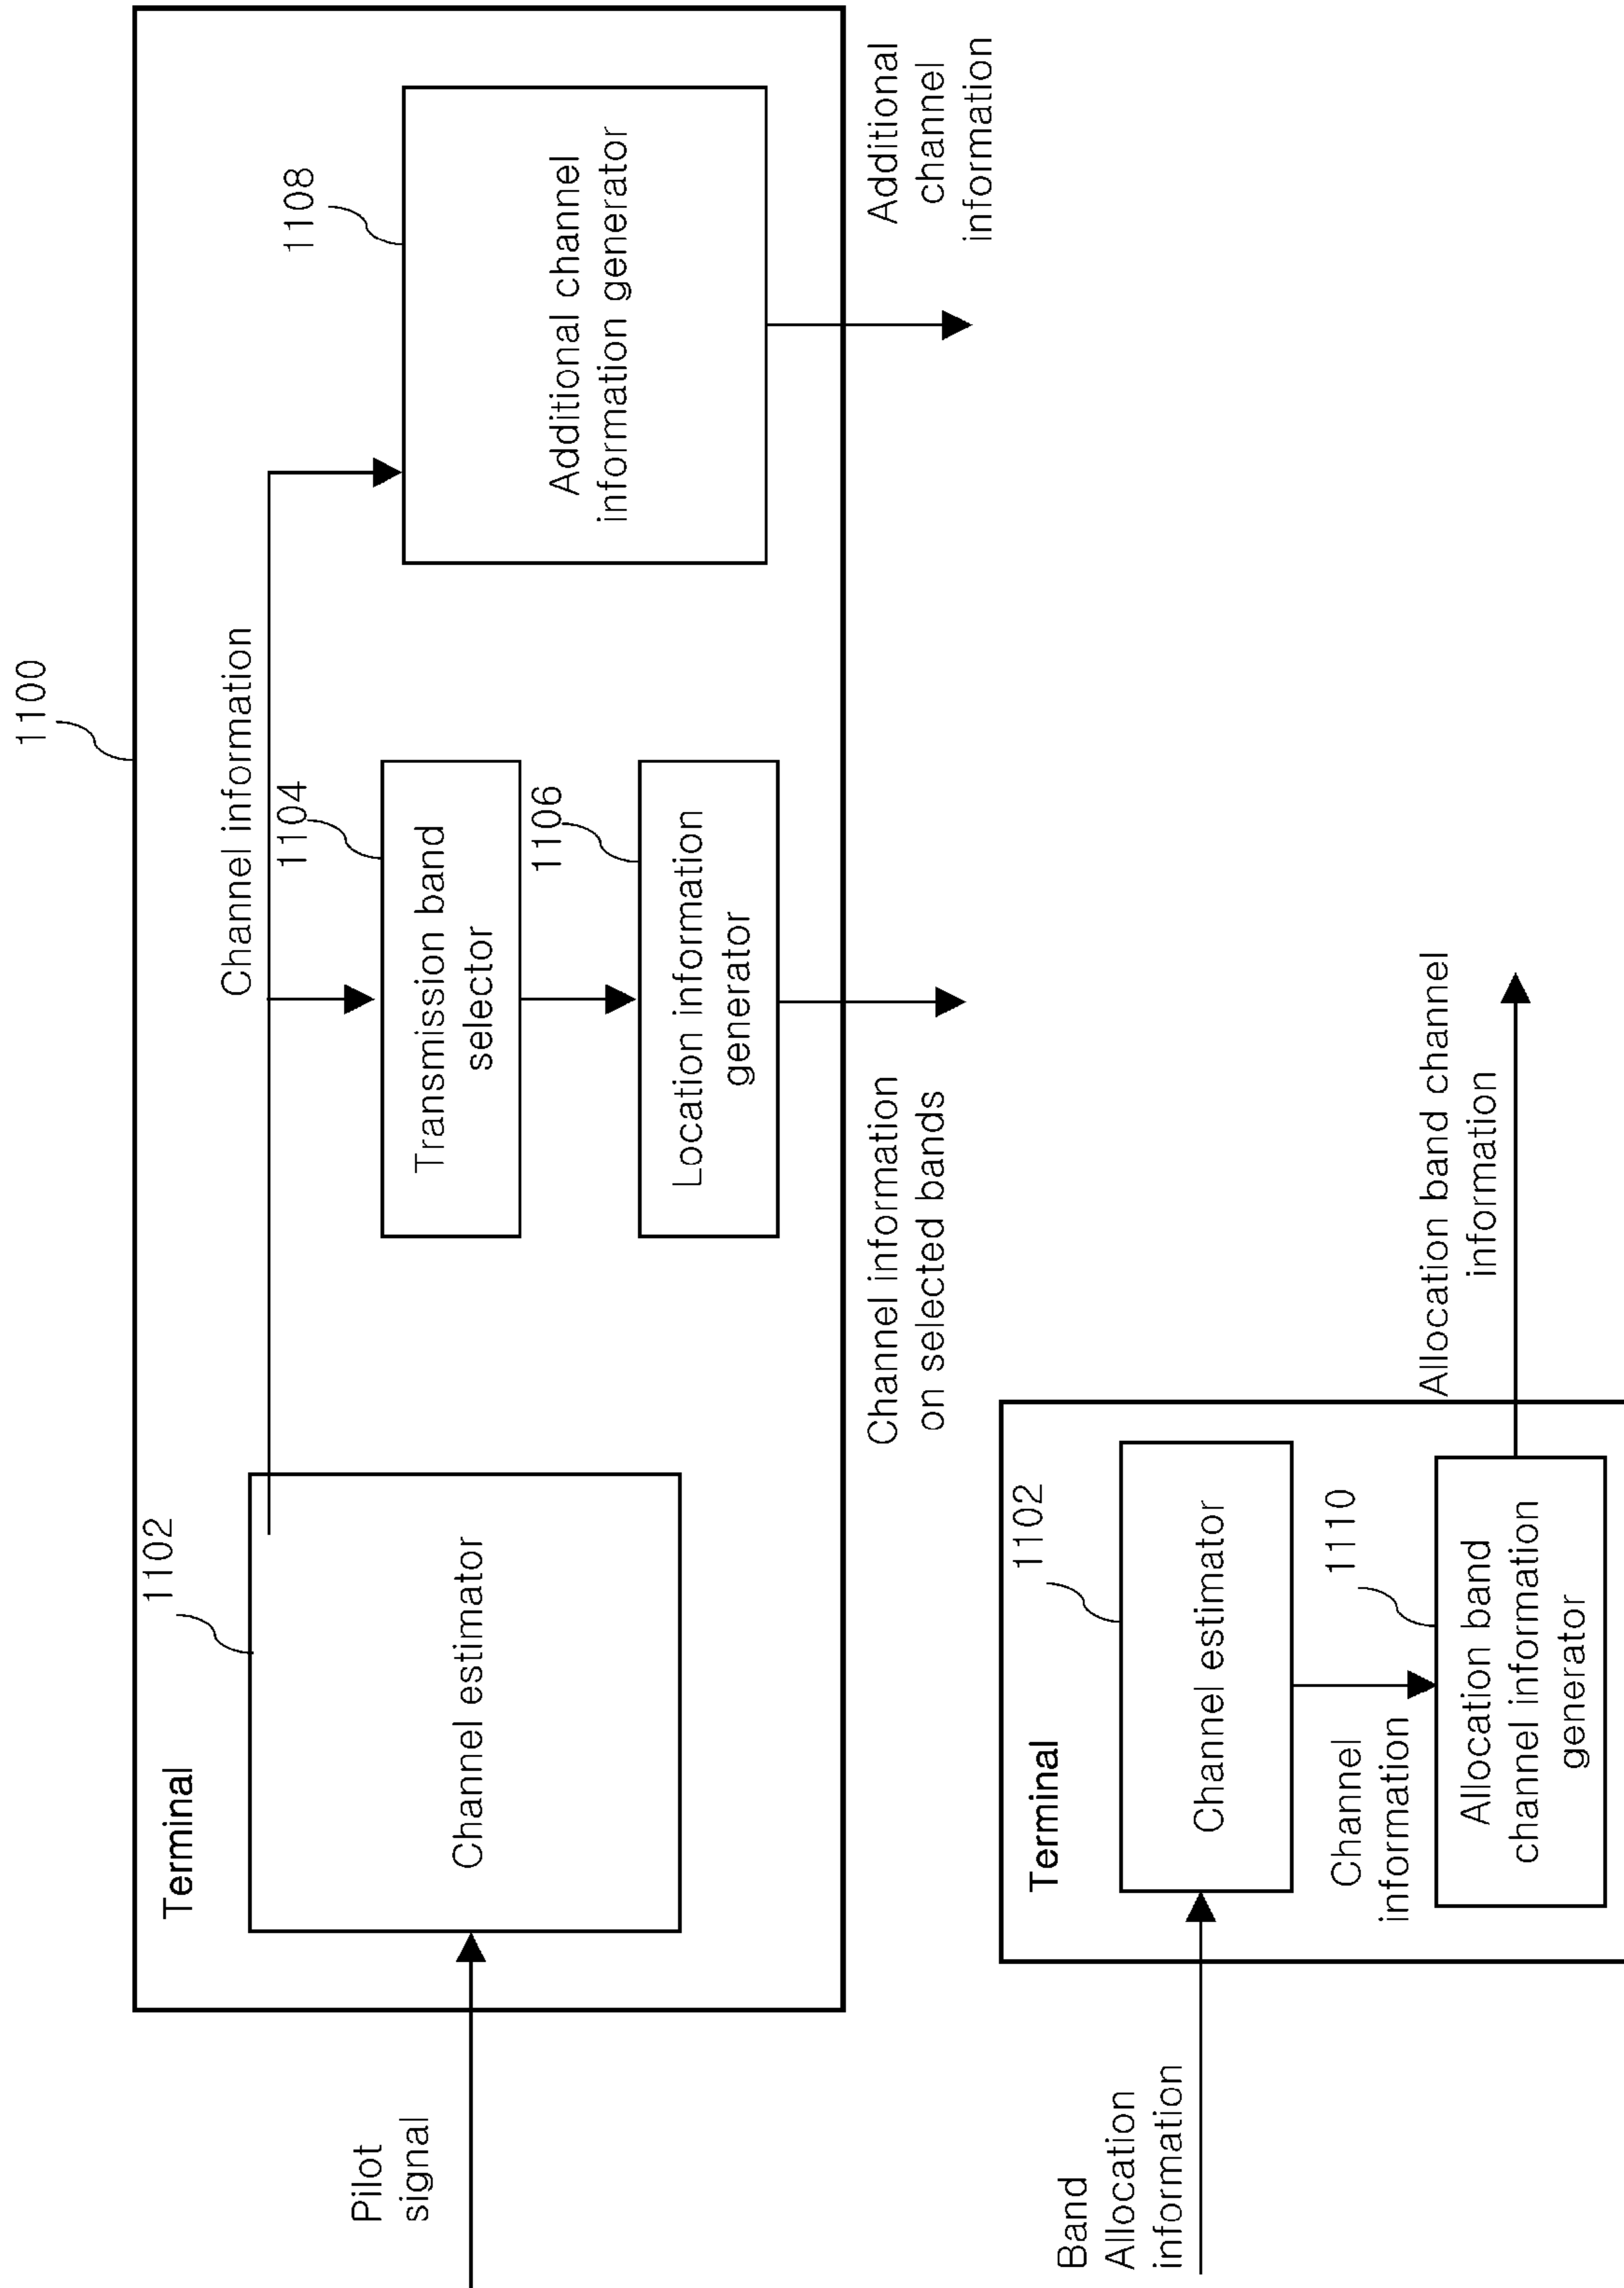 1100
Terminal
1102
Channel estimator
Pilot
signal
Channel information
1104
Transmission band
selector
1106
Location information
generator
1108
Additional channel
information generator
Channel information
on selected bands
Additional
channel
information
Terminal
1102
Channel estimator
Band
Allocation
information
Channel
information
1110
Allocation band
channel information
generator
Allocation band channel
information